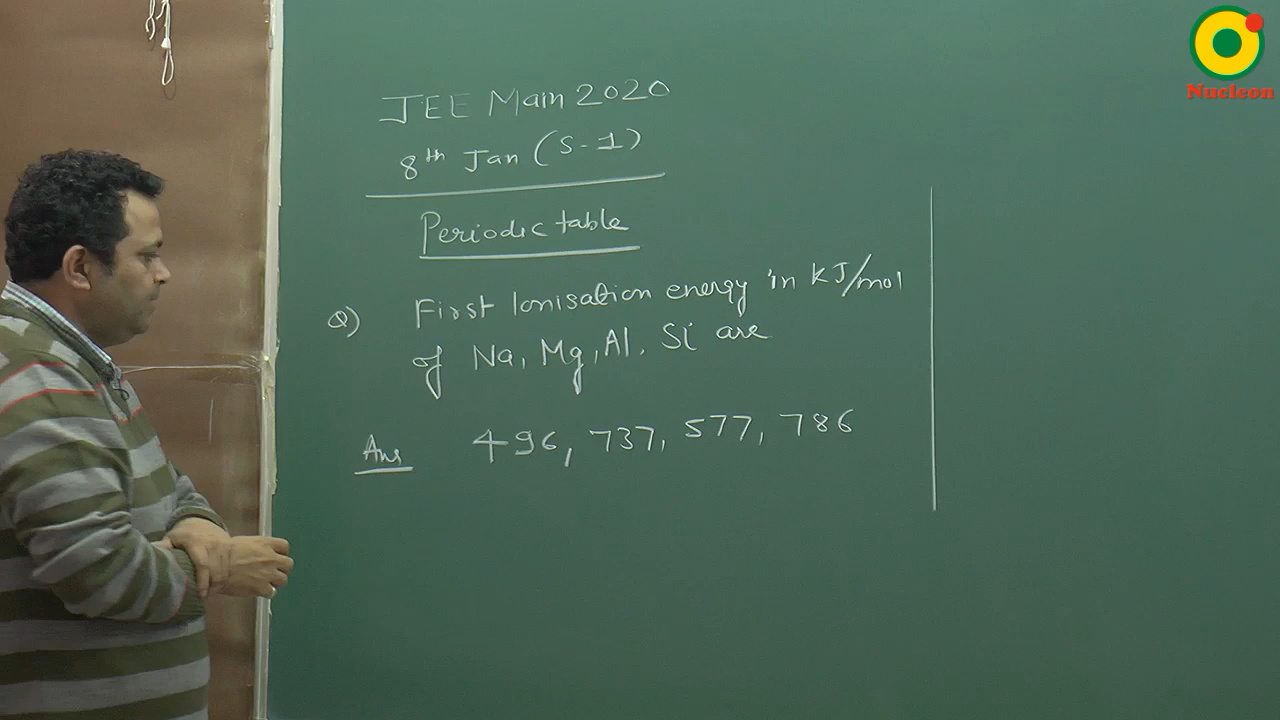 JEE Main 2020
8th Jan (S-1)
Periodic table
Q) First Ionisation energy in kJ/mol
of Na, Mg, Al, Si are
Ans 496, 737, 577, 786
Nucleon